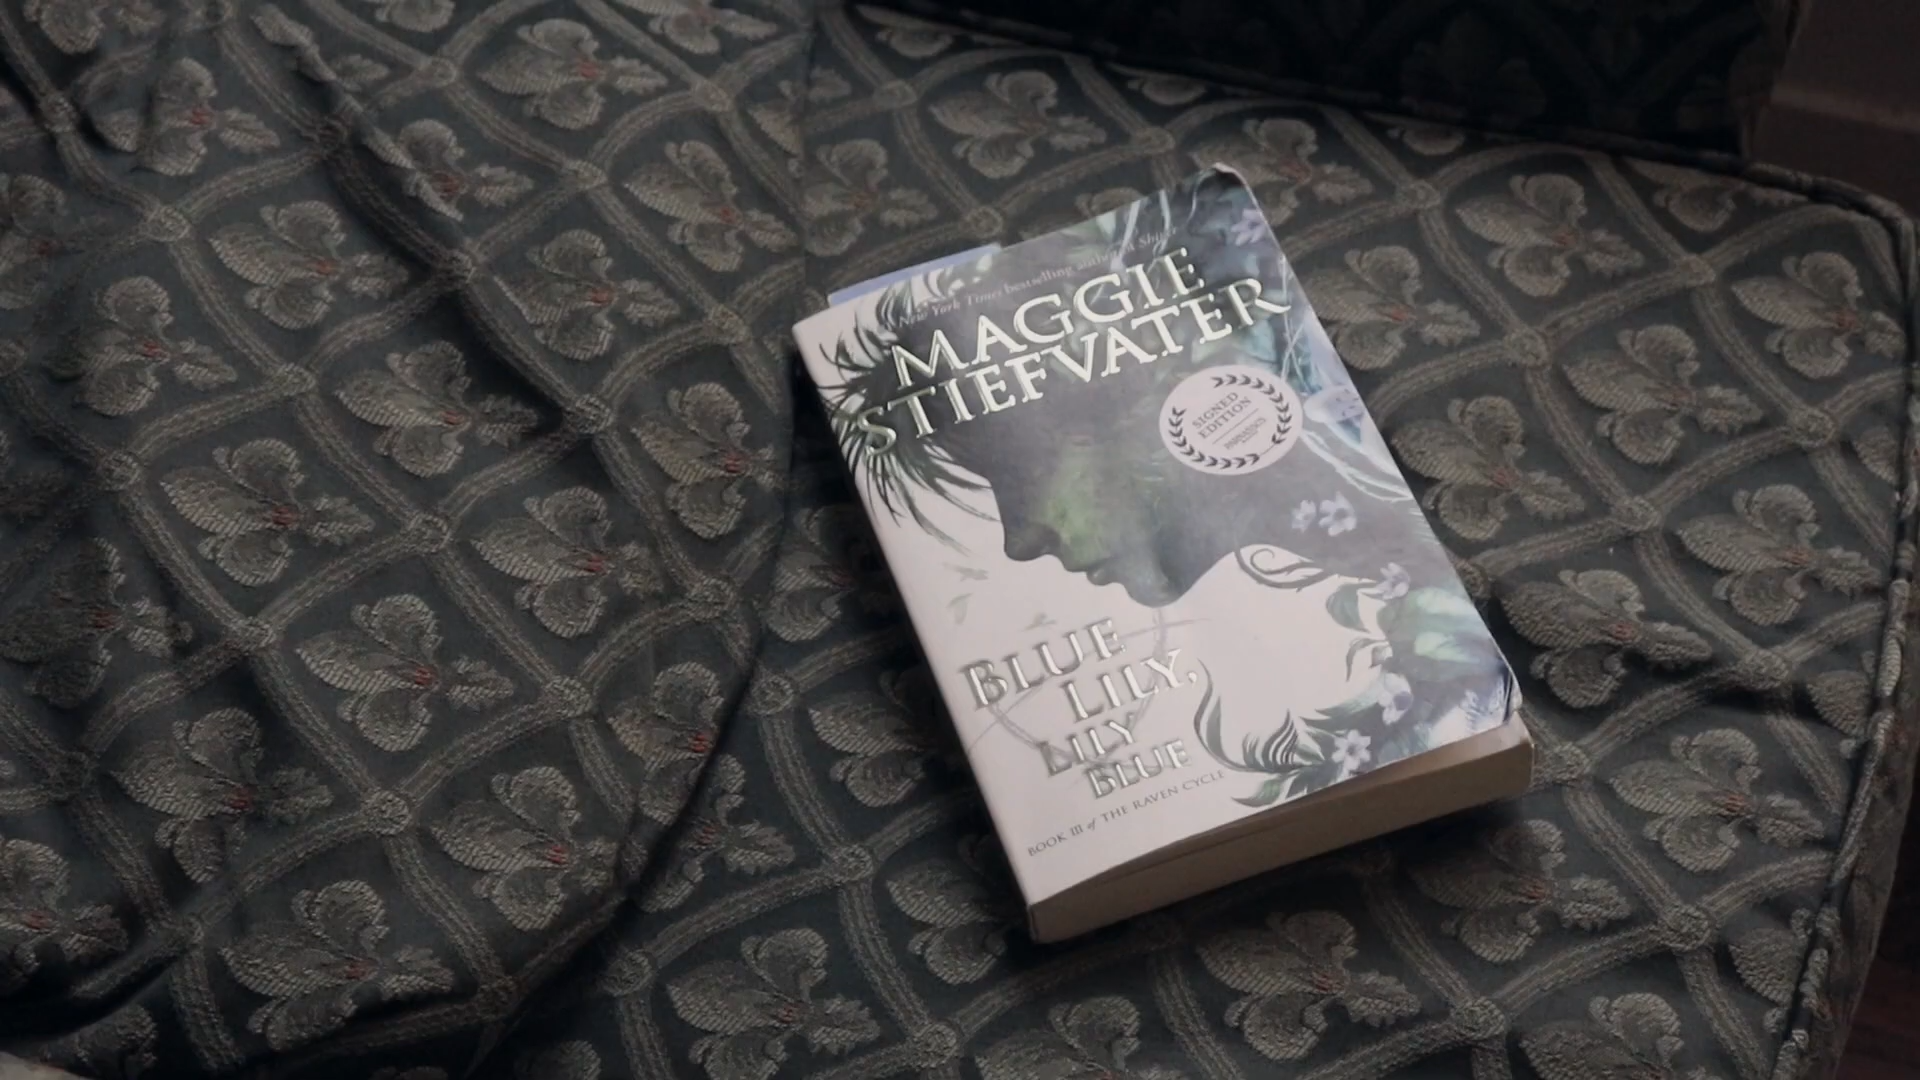 New York Times bestselling author of Shiver
MAGGIE
STIEFVATER
SIGNED
EDITION
BLUE
LILY,
LILY
BLUE
BOOK III of THE RAVEN CYCLE